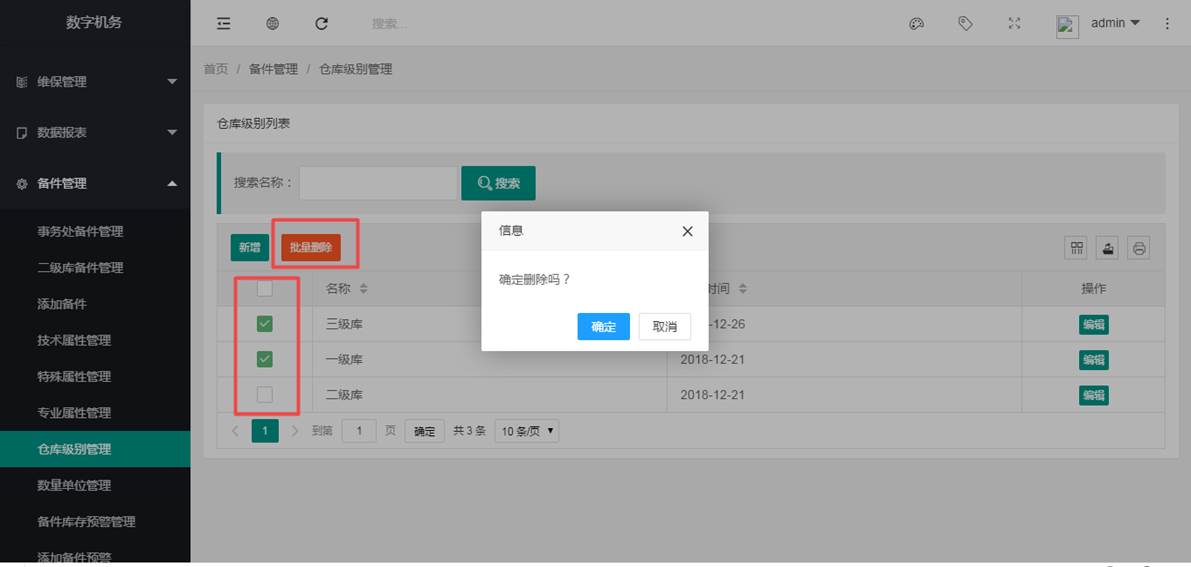 数字机务
搜索...
admin
维保管理
数据报表
备件管理
事务处备件管理
二级库备件管理
添加备件
技术属性管理
特殊属性管理
专业属性管理
仓库级别管理
数量单位管理
备件库存预警管理
添加备件预警
首页 / 备件管理 / 仓库级别管理
仓库级别列表
搜索名称： 搜索
新增 批量删除
名称 时间 操作
三级库 -12-26 编辑
一级库 2018-12-21 编辑
二级库 2018-12-21 编辑
1 到第 1 页 确定 共 3 条 10 条/页
信息
确定删除吗？
确定 取消